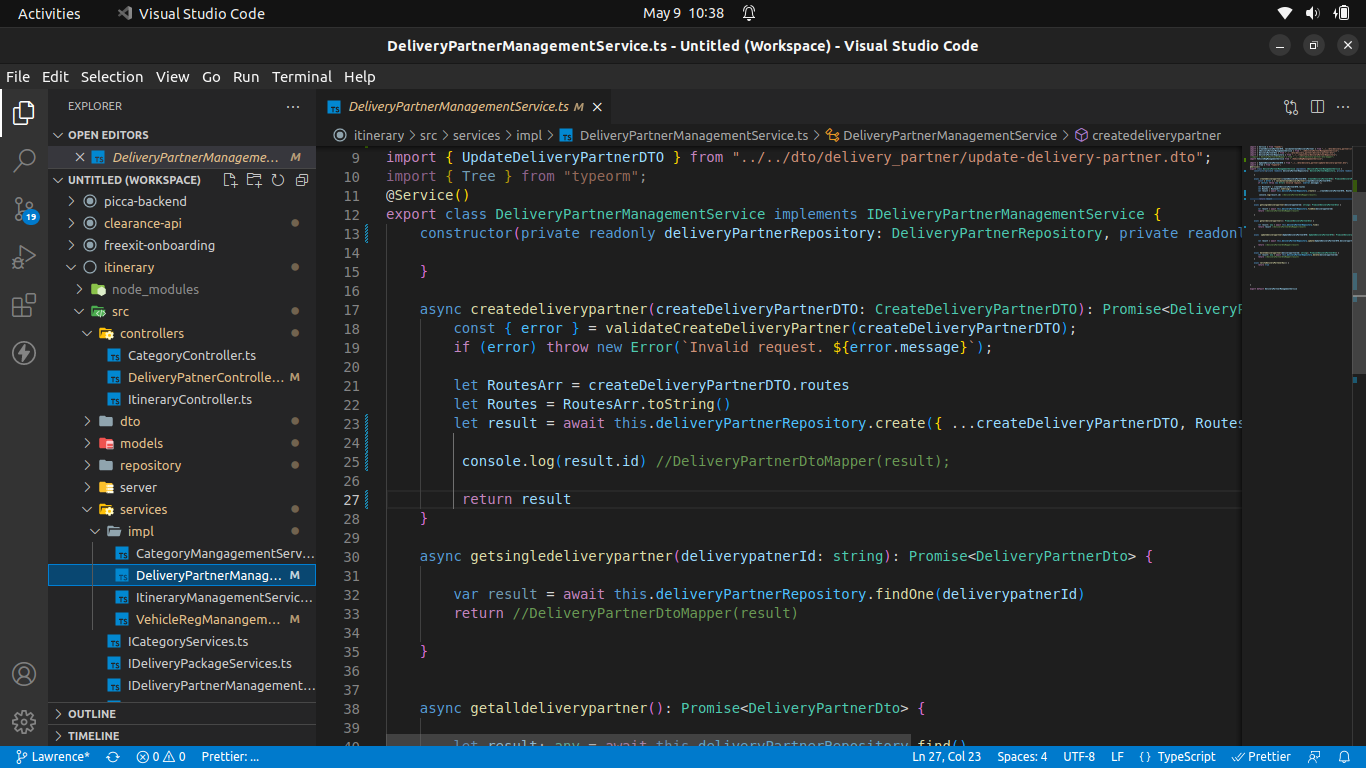 Activities
Visual Studio Code
May 9 10:38
DeliveryPartnerManagementService.ts - Untitled (Workspace) - Visual Studio Code
File Edit Selection View Go Run Terminal Help
EXPLORER
OPEN EDITORS
DeliveryPartnerManageme... M
UNTITLED (WORKSPACE)
picca-backend
clearance-api
freexit-onboarding
itinerary
node_modules
src
controllers
CategoryController.ts
DeliveryPatnerControlle... M
ItineraryController.ts
dto
models
repository
server
services
impl
CategoryMangagementServ...
DeliveryPartnerManag... M
ItineraryManagementServic...
VehicleRegManangem... M
ICategoryServices.ts
IDeliveryPackageServices.ts
IDeliveryPartnerManagement...
OUTLINE
TIMELINE
19
DeliveryPartnerManagementService.ts M
itinerary > src > services > impl > DeliveryPartnerManagementService.ts > DeliveryPartnerManagementService > createdeliverypartner
9 import { UpdateDeliveryPartnerDTO } from "../../dto/delivery_partner/update-delivery-partner.dto";
10 import { Tree } from "typeorm";
11 @Service()
12 export class DeliveryPartnerManagementService implements IDeliveryPartnerManagementService {
13 constructor(private readonly deliveryPartnerRepository: DeliveryPartnerRepository, private readonl
14
15 }
16
17 async createdeliverypartner(createDeliveryPartnerDTO: CreateDeliveryPartnerDTO): Promise<DeliveryP
18 const { error } = validateCreateDeliveryPartner(createDeliveryPartnerDTO);
19 if (error) throw new Error(`Invalid request. ${error.message}`);
20
21 let RoutesArr = createDeliveryPartnerDTO.routes
22 let Routes = RoutesArr.toString()
23 let result = await this.deliveryPartnerRepository.create({ ...createDeliveryPartnerDTO, Routes
24
25 console.log(result.id) //DeliveryPartnerDtoMapper(result);
26
27 return result
28 }
29
30 async getsingledeliverypartner(deliverypatnerId: string): Promise<DeliveryPartnerDto> {
31
32 var result = await this.deliveryPartnerRepository.findOne(deliverypatnerId)
33 return //DeliveryPartnerDtoMapper(result)
34
35 }
36
37
38 async getalldeliverypartner(): Promise<DeliveryPartnerDto> {
39
40 let result: any = await this.deliveryPartnerRepository.find()
Lawrence* 0 0 Prettier: ... Ln 27, Col 23 Spaces: 4 UTF-8 LF {} TypeScript Prettier